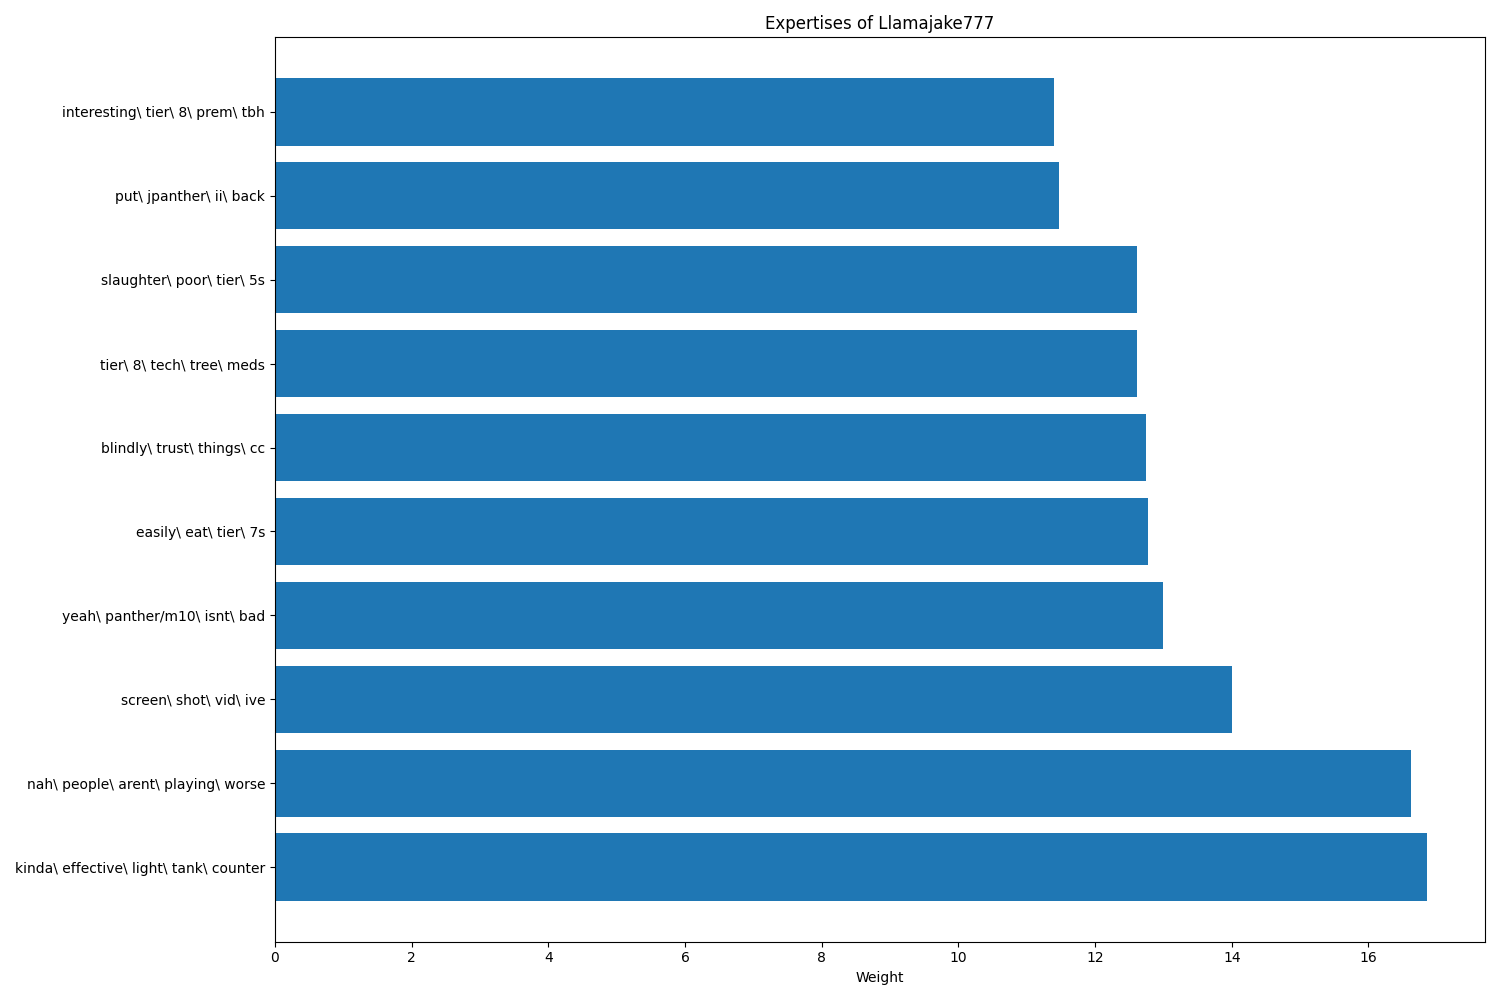 Expertises of Llamajake777
interesting\ tier\ 8\ prem\ tbh
put\ jpanther\ ii\ back
slaughter\ poor\ tier\ 5s
tier\ 8\ tech\ tree\ meds
blindly\ trust\ things\ cc
easily\ eat\ tier\ 7s
yeah\ panther/m10\ isnt\ bad
screen\ shot\ vid\ ive
nah\ people\ arent\ playing\ worse
kinda\ effective\ light\ tank\ counter
0 2 4 6 8 10 12 14 16
Weight